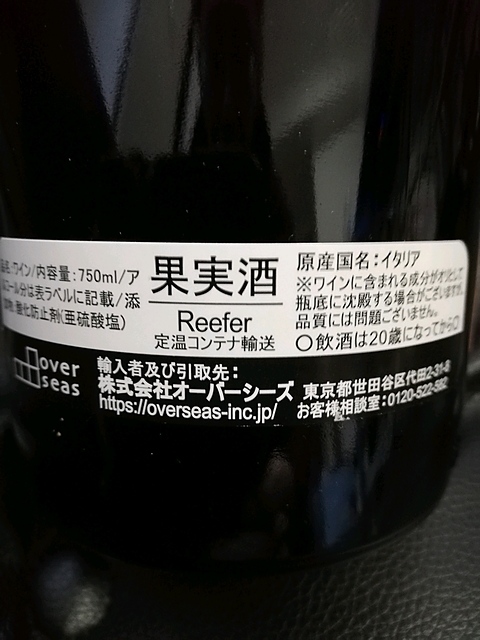 品名:ワイン/内容量:750ml/ア
ルコール分は表ラベルに記載/添
加物:酸化防止剤(亜硫酸塩)
果実酒
Reefer
定温コンテナ輸送
原産国名:イタリア
※ワインに含まれる成分がオリとして
瓶底に沈殿する場合がございますが、
品質には問題ございません。
○飲酒は20歳になってから○
over
seas
輸入者及び引取先:
株式会社オーバーシーズ
https://overseas-inc.jp/
東京都世田谷区代田2-31-8
お客様相談室:0120-522-582